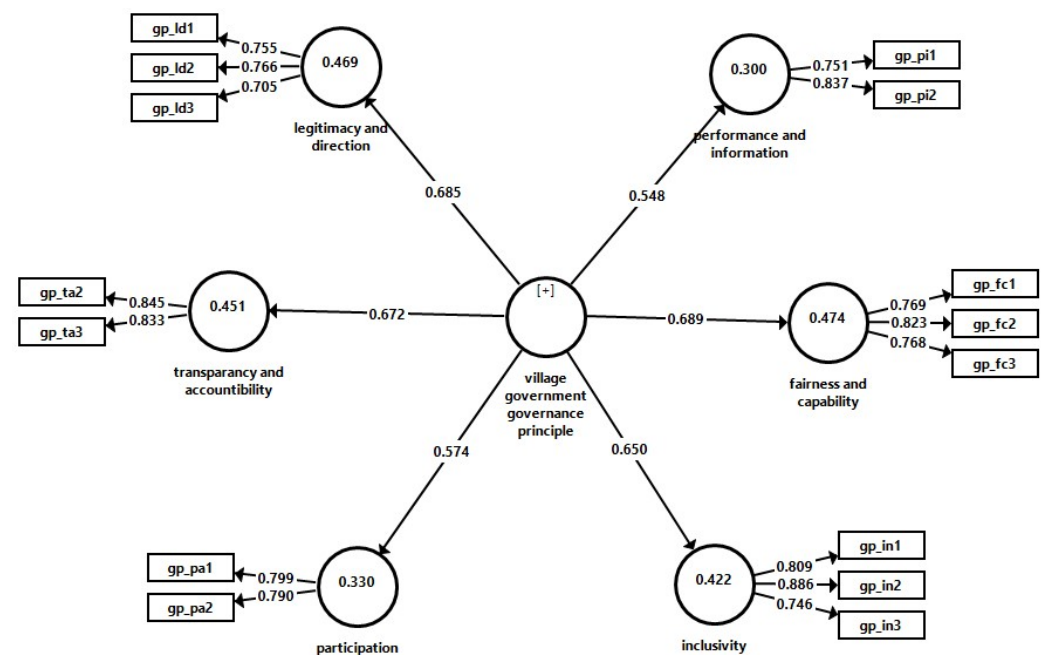 gp_ld1
gp_ld2
gp_ld3
0.755
0.766
0.705
0.469
legitimacy and
direction
0.300
0.751
0.837
gp_pi1
gp_pi2
performance and
information
0.685
0.548
gp_ta2
gp_ta3
0.845
0.833
0.451
transparancy and
accountibility
0.672
[+]
village
government
governance
principle
0.689
0.474
0.769
0.823
0.768
gp_fc1
gp_fc2
gp_fc3
fairness and
capability
0.574
0.650
gp_pa1
gp_pa2
0.799
0.790
0.330
participation
0.422
0.809
0.886
0.746
gp_in1
gp_in2
gp_in3
inclusivity